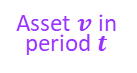 Asset v in
period t